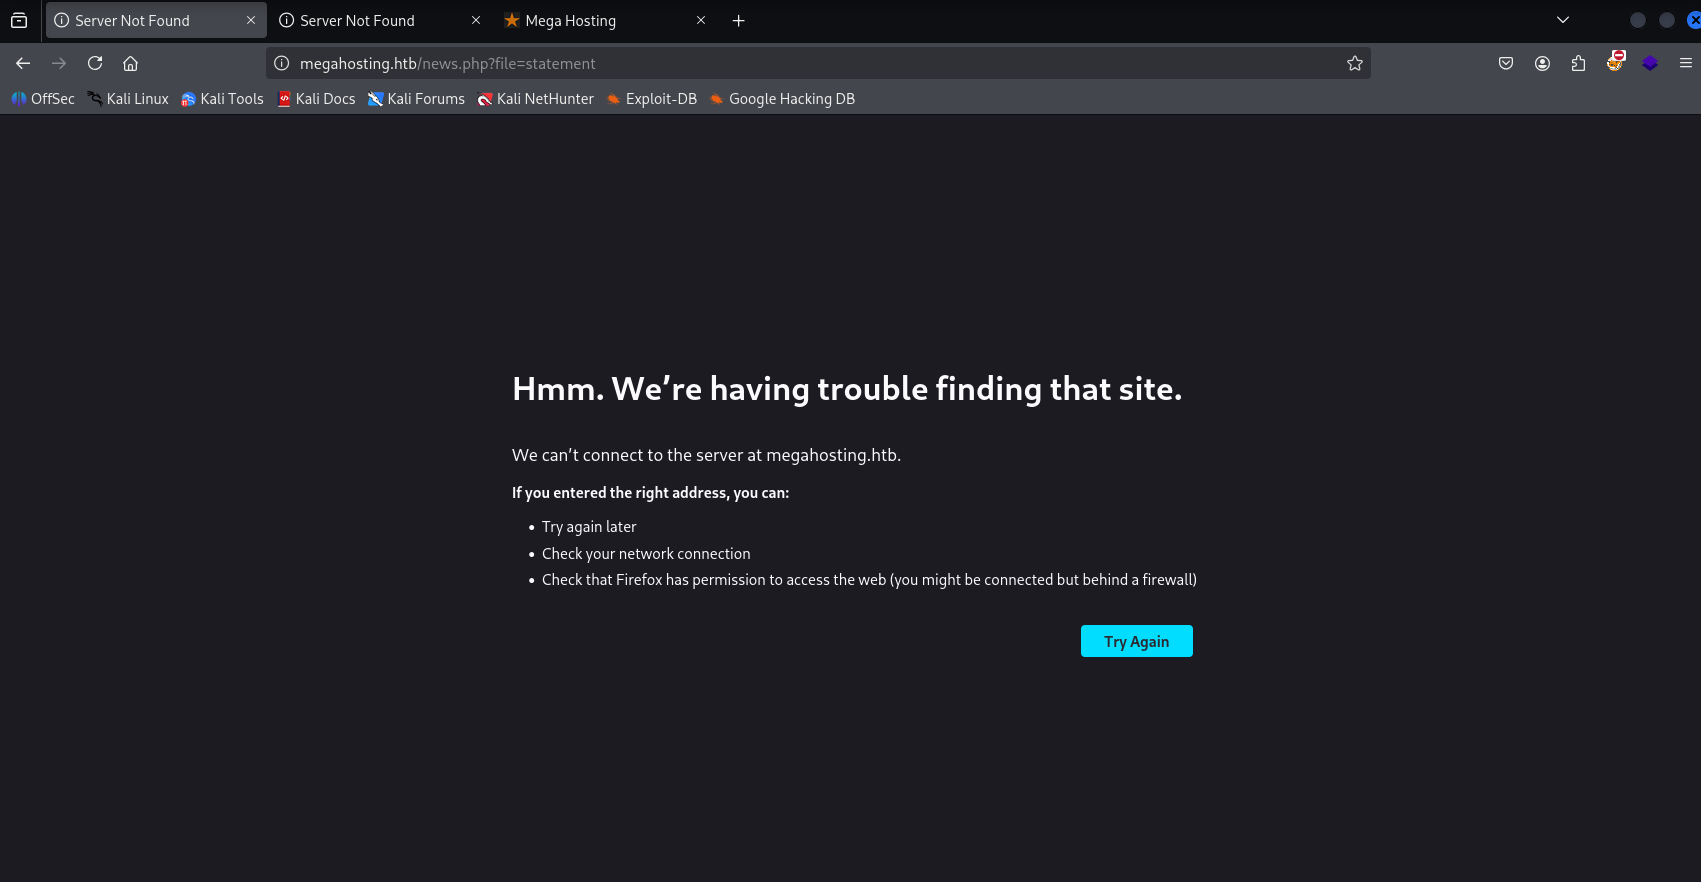 Server Not Found Server Not Found Mega Hosting
megahosting.htb/news.php?file=statement
OffSec Kali Linux Kali Tools Kali Docs Kali Forums Kali NetHunter Exploit-DB Google Hacking DB
Hmm. We’re having trouble finding that site.
We can’t connect to the server at megahosting.htb.
If you entered the right address, you can:
• Try again later
• Check your network connection
• Check that Firefox has permission to access the web (you might be connected but behind a firewall)
Try Again